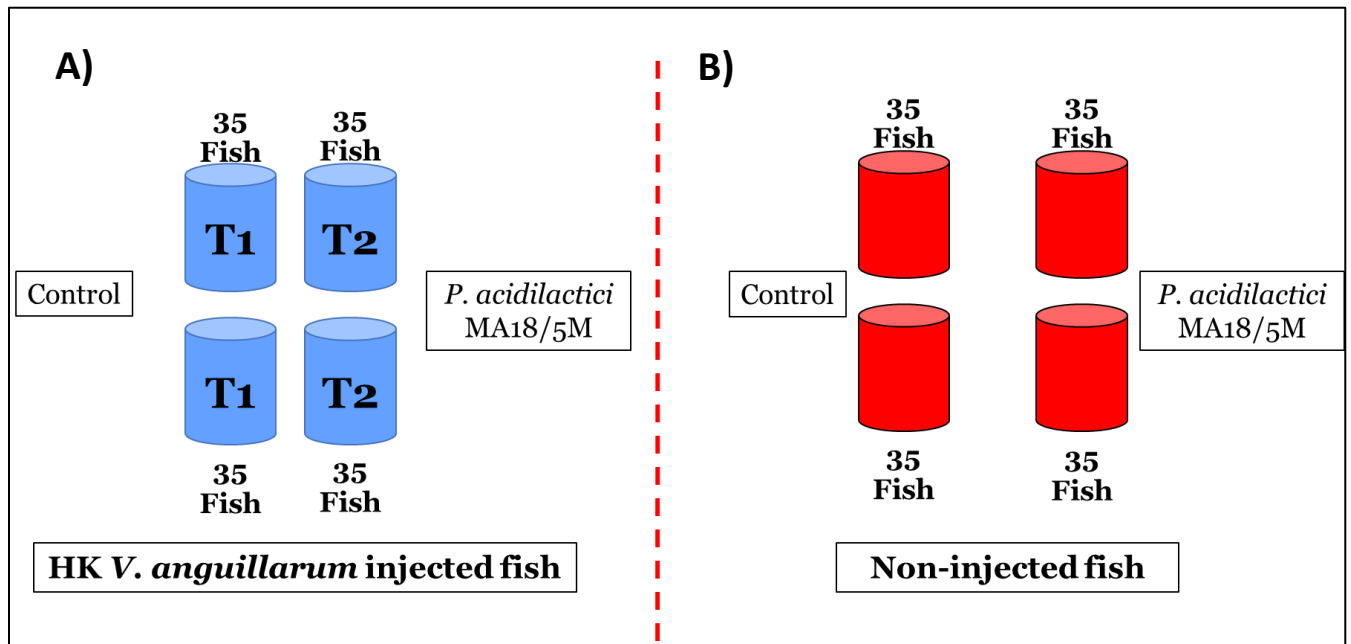 A)
35
Fish
35
Fish
T1
T2
Control
P. acidilactici
MA18/5M
T1
T2
35
Fish
35
Fish
HK V. anguillarum injected fish
B)
35
Fish
35
Fish
Control
P. acidilactici
MA18/5M
35
Fish
35
Fish
Non-injected fish